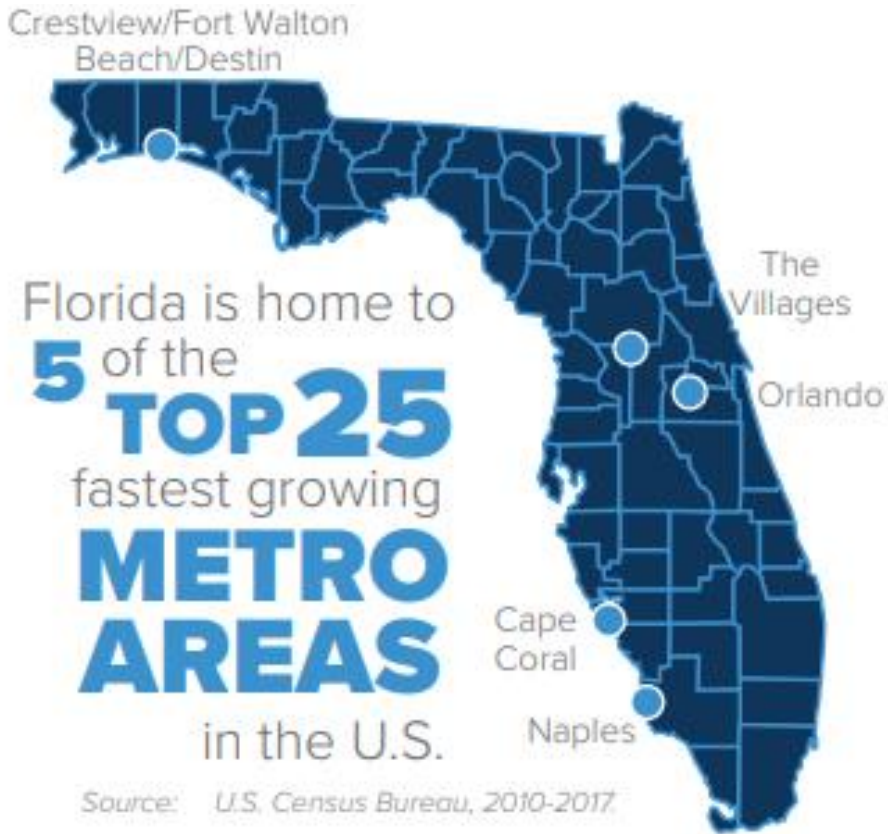 Crestview/Fort Walton
Beach/Destin
Florida is home to
5 of the
TOP 25
fastest growing
METRO
AREAS
in the U.S.
The
Villages
Orlando
Cape
Coral
Naples
Source: U.S. Census Bureau, 2010-2017.